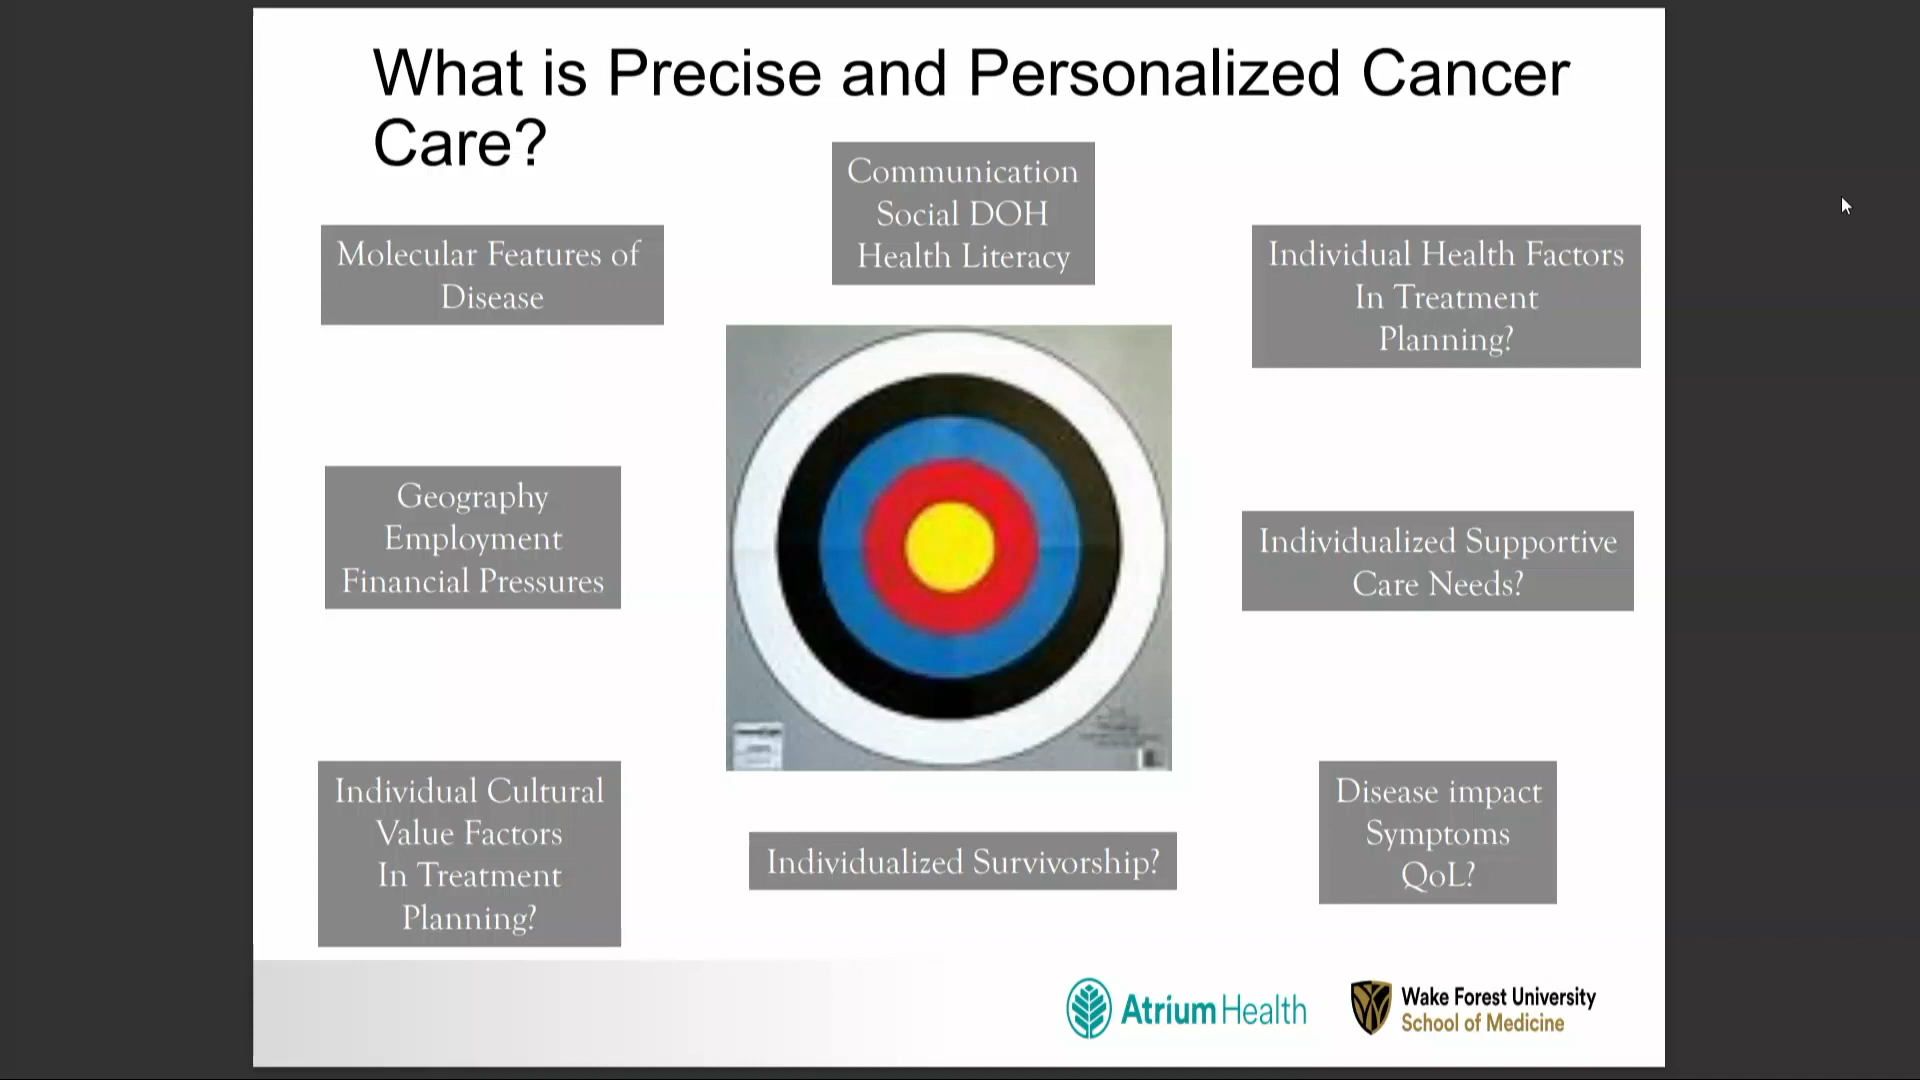 What is Precise and Personalized Cancer
Care?
Communication
Social DOH
Health Literacy
Molecular Features of
Disease
Individual Health Factors
In Treatment
Planning?
Geography
Employment
Financial Pressures
Individualized Supportive
Care Needs?
Individual Cultural
Value Factors
In Treatment
Planning?
Individualized Survivorship?
Disease impact
Symptoms
QoL?
Atrium Health
Wake Forest University
School of Medicine